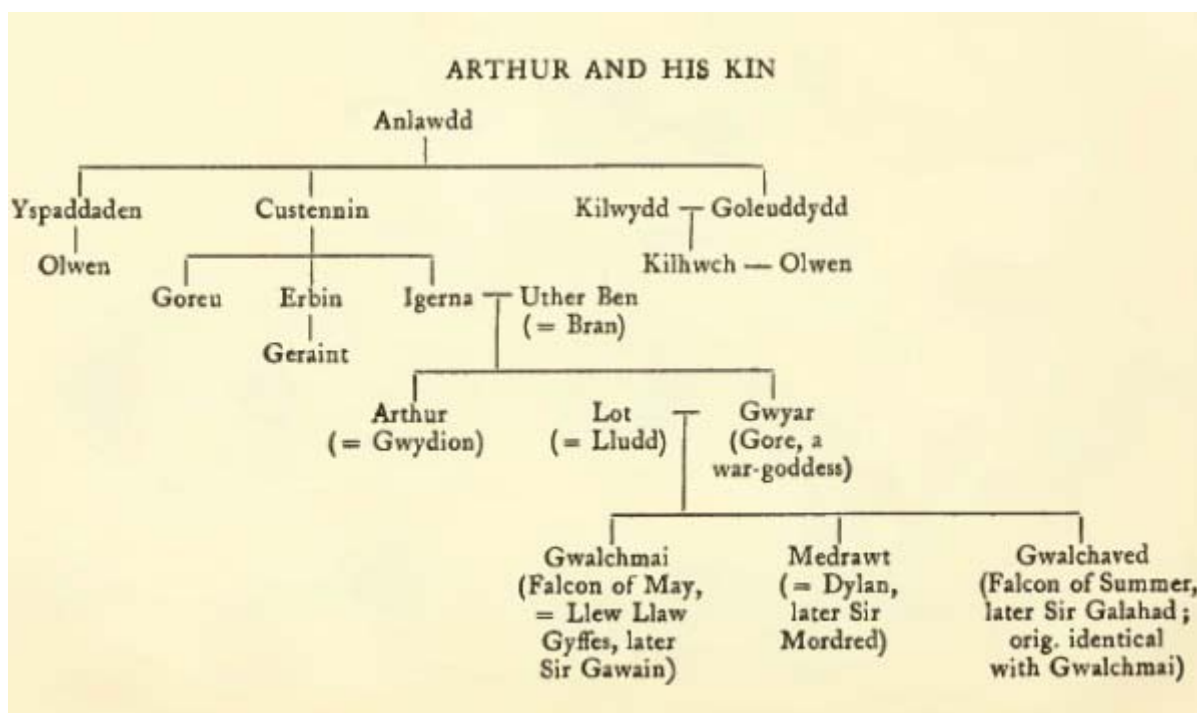 ARTHUR AND HIS KIN
Anlawdd
Yspaddaden Custennin Kilwydd Goleuddydd
Olwen Kilhwch — Olwen
Goreu Erbin Igerna Uther Ben
(= Bran)
Geraint
Arthur Lot Gwyar
(= Gwydion) (= Lludd) (Gore, a
war-goddess)
Gwalchmai Medrawt Gwalchaved
(Falcon of May, (= Dylan, (Falcon of Summer,
= Llew Llaw later Sir later Sir Galahad;
Gyffes, later Mordred) orig. identical
Sir Gawain) with Gwalchmai)